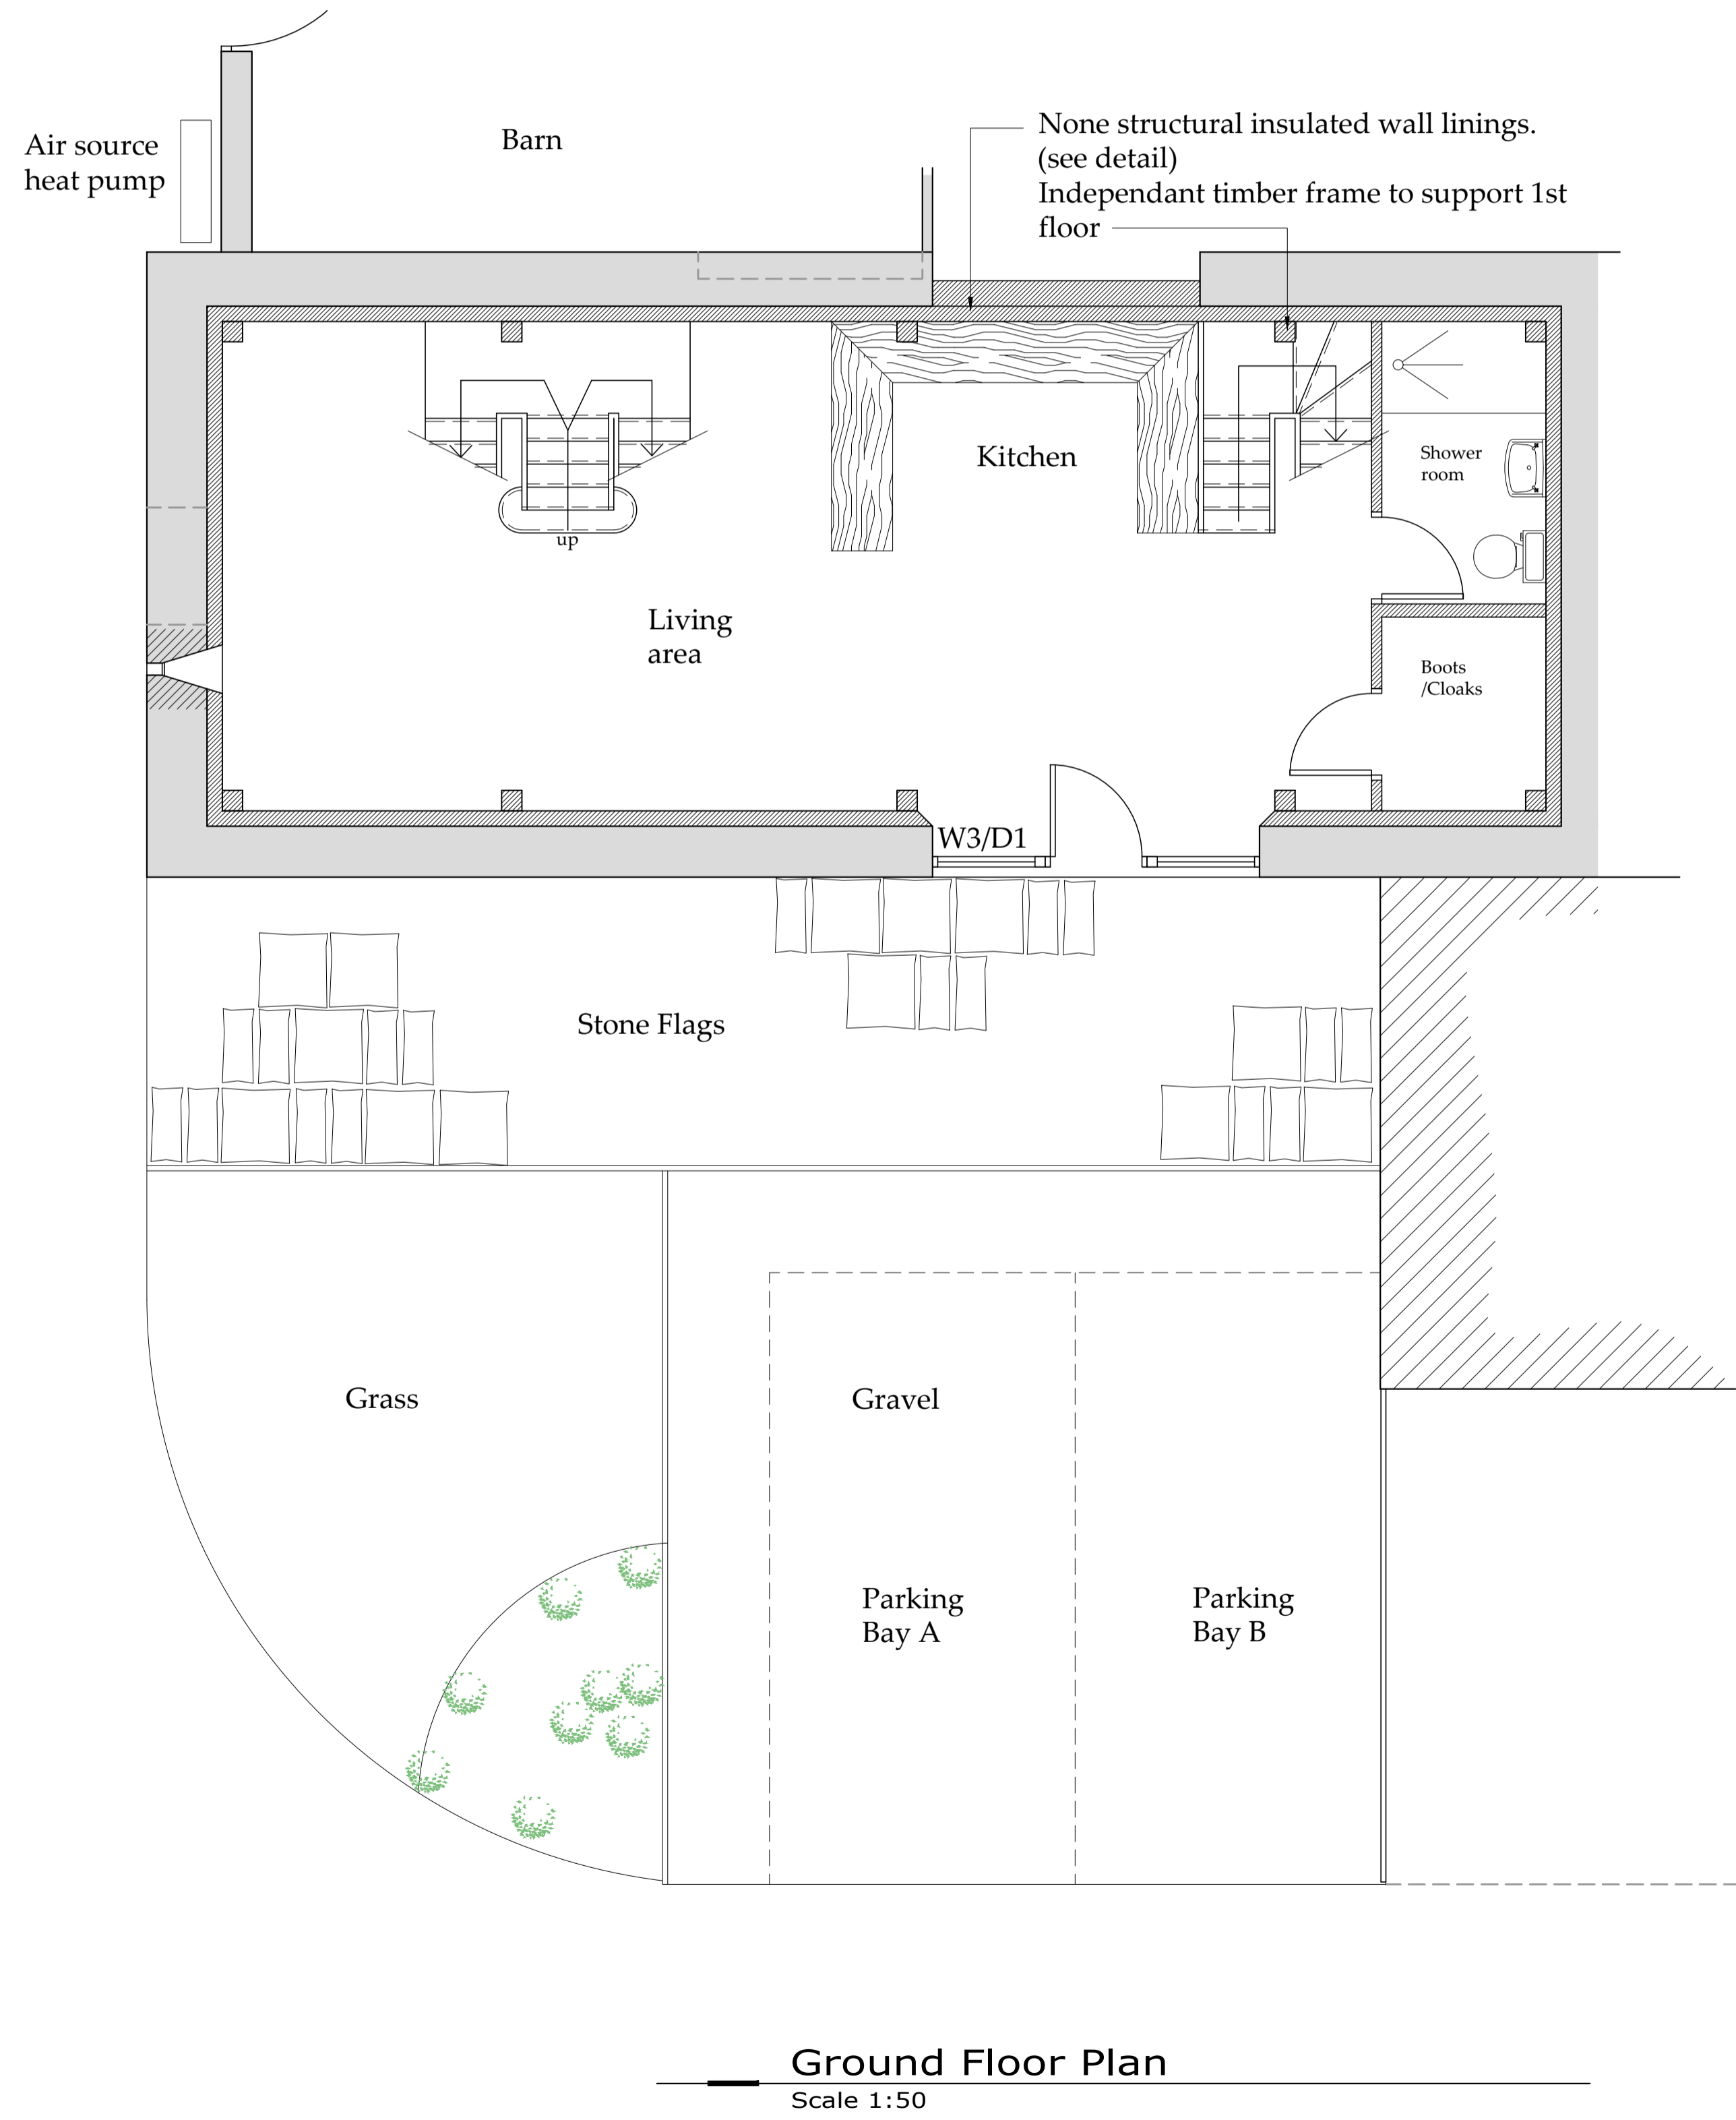 Air source
heat pump
Barn
None structural insulated wall linings.
(see detail)
Independant timber frame to support 1st
floor
Kitchen
Shower
room
up
Living
area
Boots
/Cloaks
W3/D1
Stone Flags
Grass
Gravel
Parking
Bay A
Parking
Bay B
Ground Floor Plan
Scale 1:50